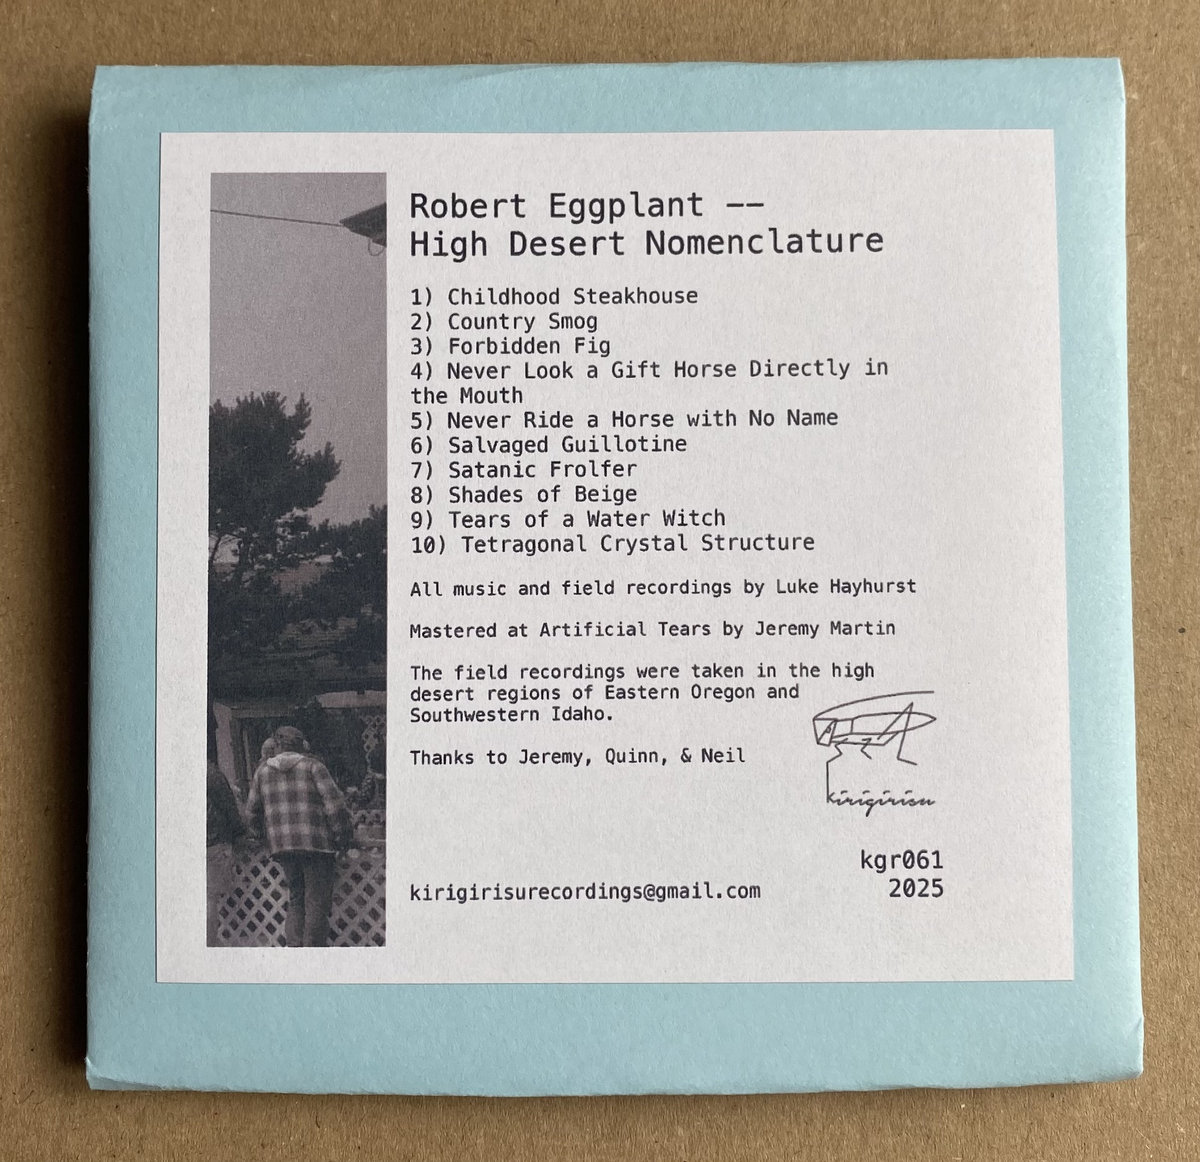 Robert Eggplant --
High Desert Nomenclature
1) Childhood Steakhouse
2) Country Smog
3) Forbidden Fig
4) Never Look a Gift Horse Directly in
the Mouth
5) Never Ride a Horse with No Name
6) Salvaged Guillotine
7) Satanic Frolfer
8) Shades of Beige
9) Tears of a Water Witch
10) Tetragonal Crystal Structure
All music and field recordings by Luke Hayhurst
Mastered at Artificial Tears by Jeremy Martin
The field recordings were taken in the high
desert regions of Eastern Oregon and
Southwestern Idaho.
Thanks to Jeremy, Quinn, & Neil
kirigirisu
kgr061
kirigirisurecordings@gmail.com
2025